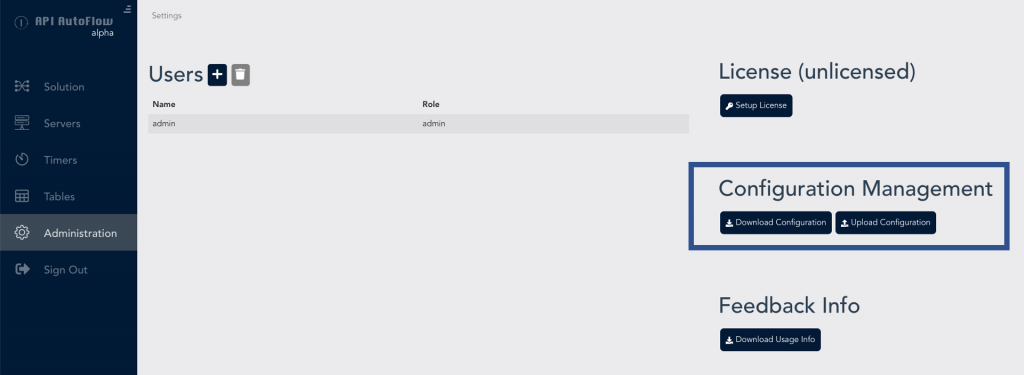 API AutoFlow
alpha
Solution
Servers
Timers
Tables
Administration
Sign Out
Settings
Users
Name Role
admin admin
License (unlicensed)
Setup License
Configuration Management
Download Configuration Upload Configuration
Feedback Info
Download Usage Info